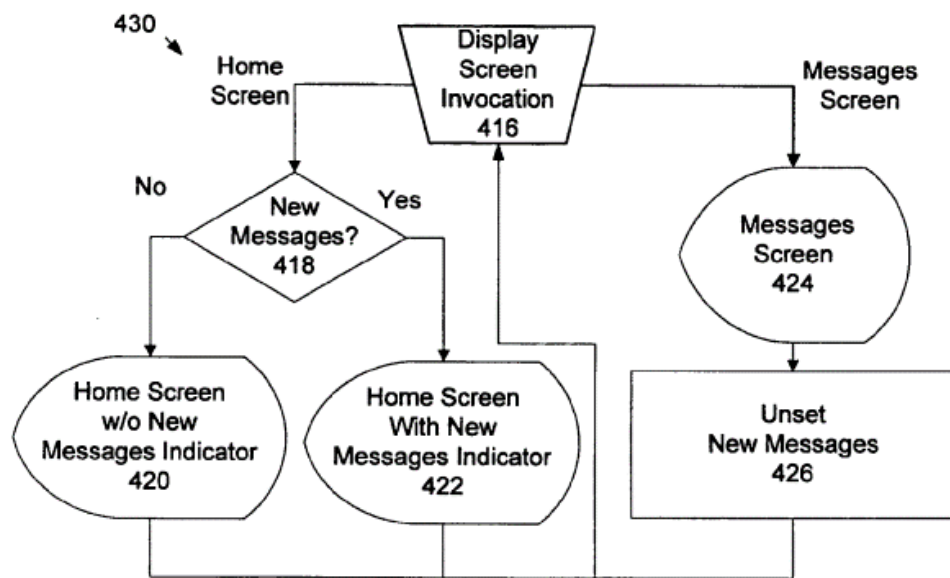 430
Display
Screen
Invocation
416
Home
Screen
Messages
Screen
No
Yes
New
Messages?
418
Messages
Screen
424
Home Screen
w/o New
Messages Indicator
420
Home Screen
With New
Messages Indicator
422
Unset
New Messages
426